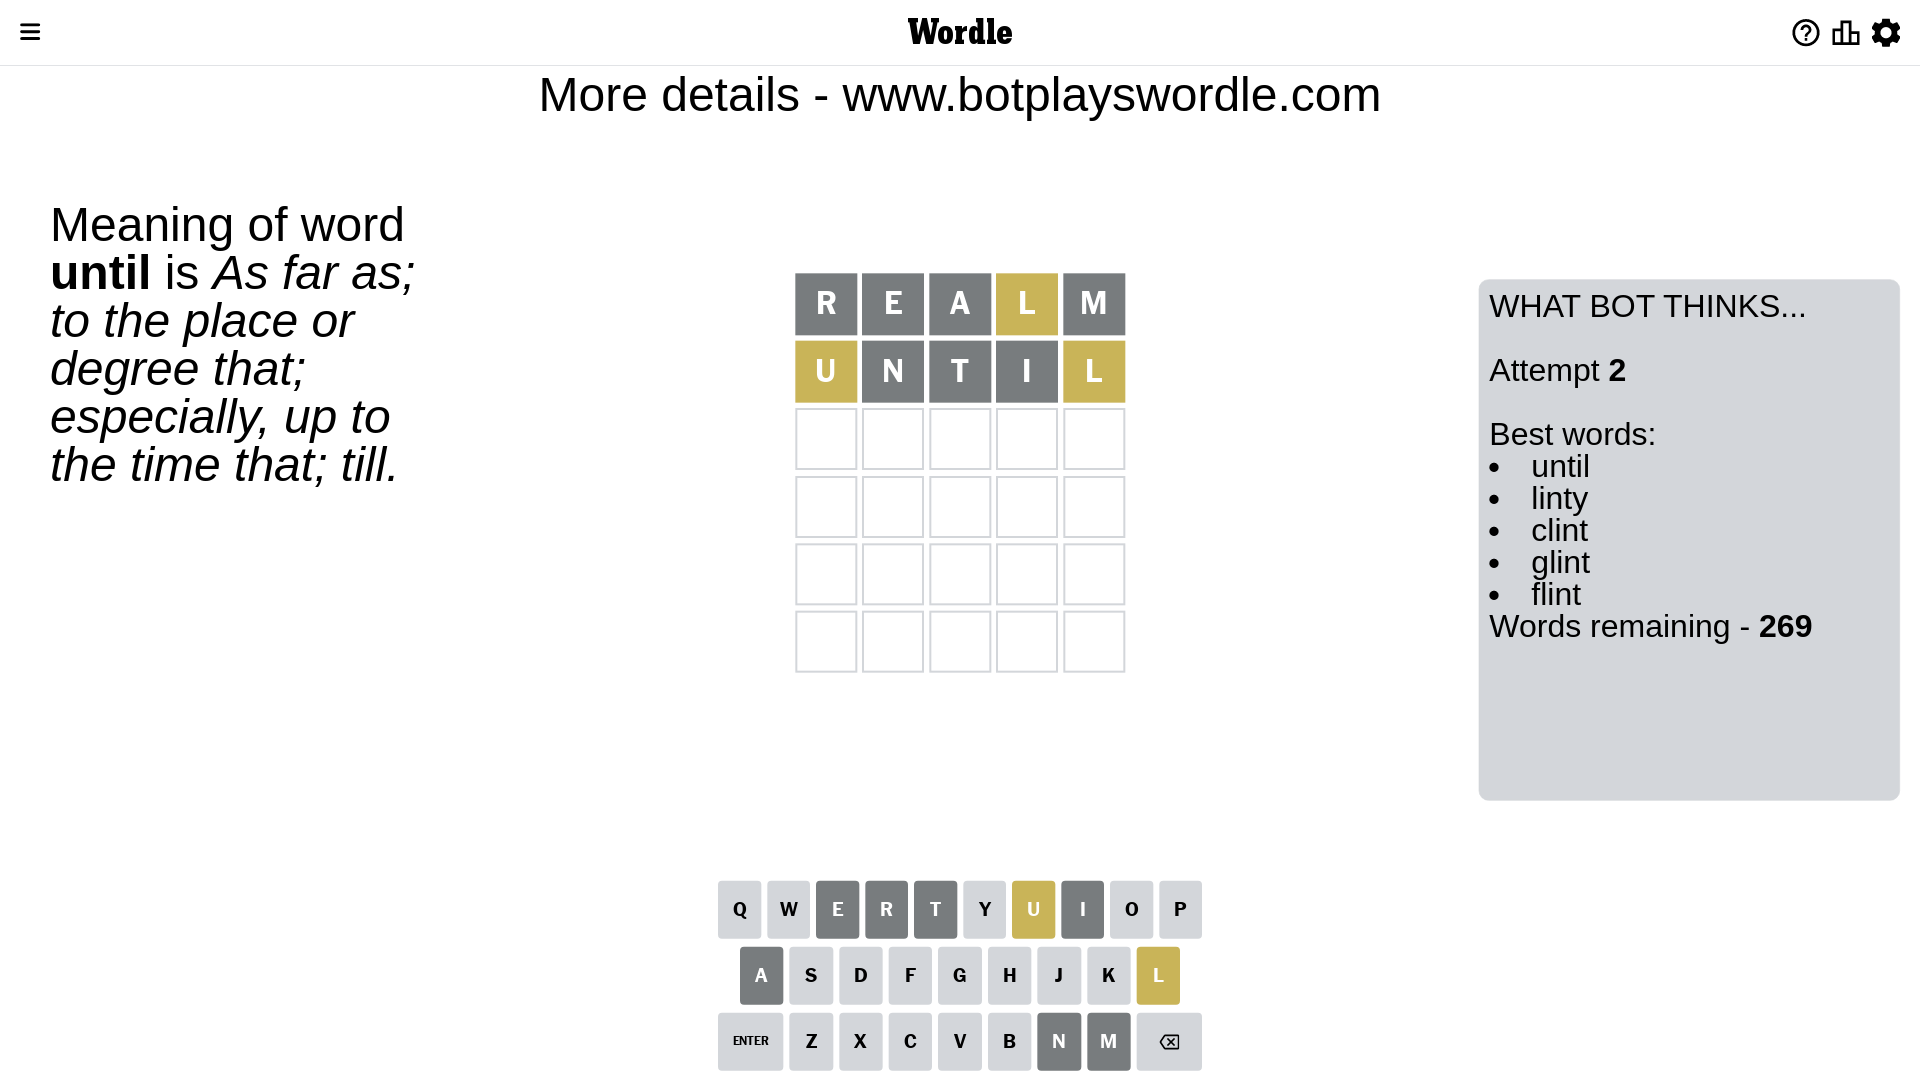 Wordle
More details - www.botplayswordle.com
Meaning of word
until is As far as;
to the place or
degree that;
especially, up to
the time that; till.
R E A L M
U N T I L
WHAT BOT THINKS...
Attempt 2
Best words:
• until
• linty
• clint
• glint
• flint
Words remaining - 269
Q W E R T Y U I O P
A S D F G H J K L
ENTER Z X C V B N M